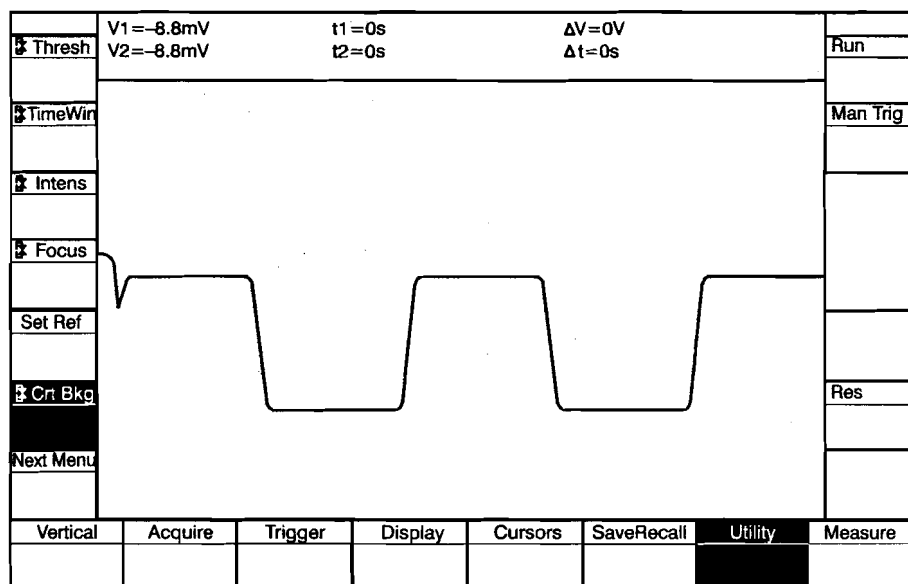 V1=–8.8mV t1=0s ΔV=0V
V2=–8.8mV t2=0s Δt=0s
Thresh
TimeWin
Intens
Focus
Set Ref
Crt Bkg
Next Menu
Run
Man Trig
Res
Vertical Acquire Trigger Display Cursors SaveRecall Utility Measure